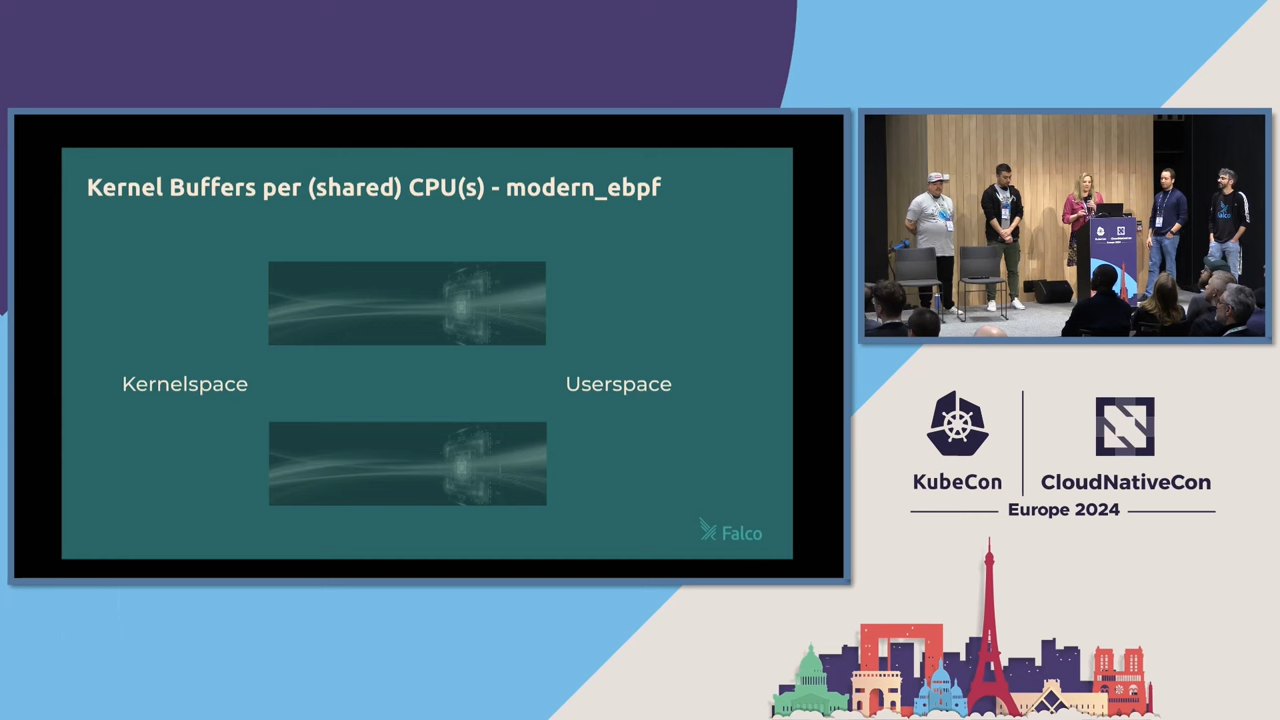 Kernel Buffers per (shared) CPU(s) - modern_ebpf
Kernelspace
Userspace
Falco
KubeCon
CloudNativeCon
Europe 2024